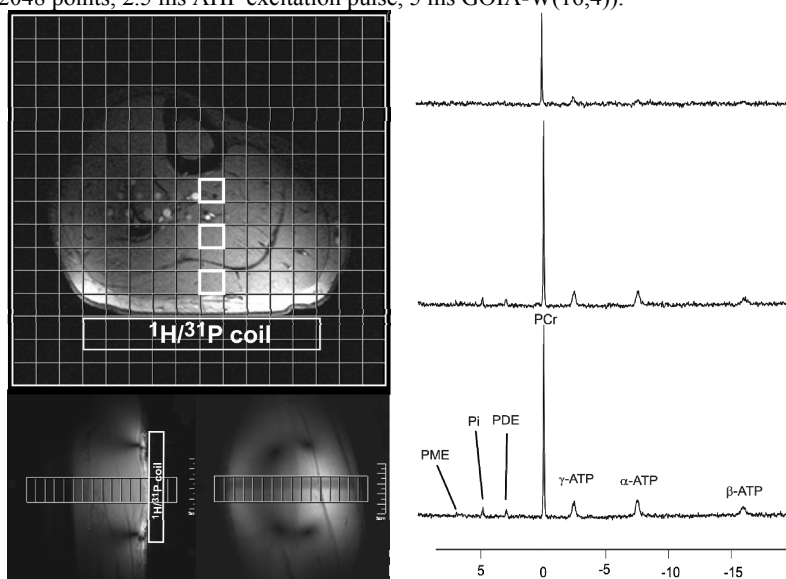 2048 points, 2.5 ms AHP excitation pulse, 5 ms GOIA-W(16,4)).
¹H/³¹P coil
¹H/³¹P coil
PCr
PME
Pi
PDE
γ-ATP
α-ATP
β-ATP
5
0
-5
-10
-15